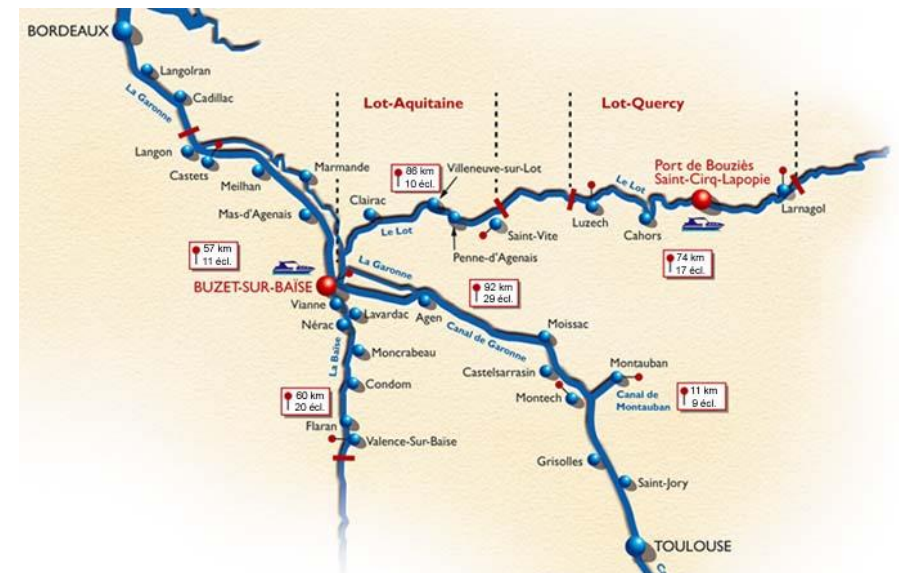 BORDEAUX
Langolran
La Garonne
Cadillac
Langon
Castets
Meilhan
Marmande
Mas-d'Agenais
57 km
11 écl.
BUZET-SUR-BAÏSE
Lot-Aquitaine
Lot-Quercy
86 km
10 écl.
Villeneuve-sur-Lot
Clairac
Le Lot
Penne-d'Agenais
Saint-Vite
Luzech
Le Lot
Cahors
Port de Bouziès
Saint-Cirq-Lapopie
Larnagol
74 km
17 écl.
La Garonne
92 km
29 écl.
Vianne
Lavardac
Agen
Nérac
Canal de Garonne
Moissac
La Baïse
Moncrabeau
Castelsarrasin
Montauban
Condom
Montech
Canal de
Montauban
11 km
9 écl.
60 km
20 écl.
Flaran
Valence-Sur-Baïse
Grisolles
Saint-Jory
TOULOUSE